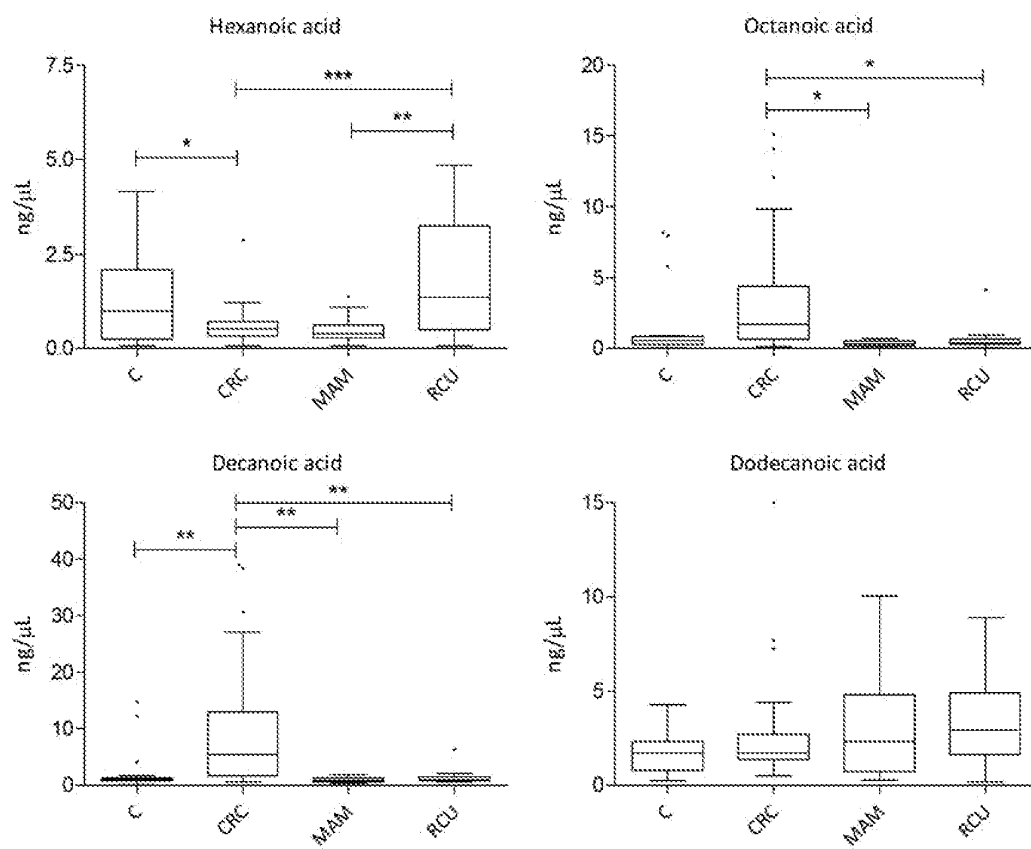 Hexanoic acid
7.5
5.0
2.5
0.0
ng/µL
***
**
*
C
CRC
MAM
RCU
Octanoic acid
20
15
10
5
0
ng/µL
*
*
C
CRC
MAM
RCU
Decanoic acid
50
40
30
20
10
0
ng/µL
**
**
**
C
CRC
MAM
RCU
Dodecanoic acid
15
10
5
0
ng/µL
C
CRC
MAM
RCU